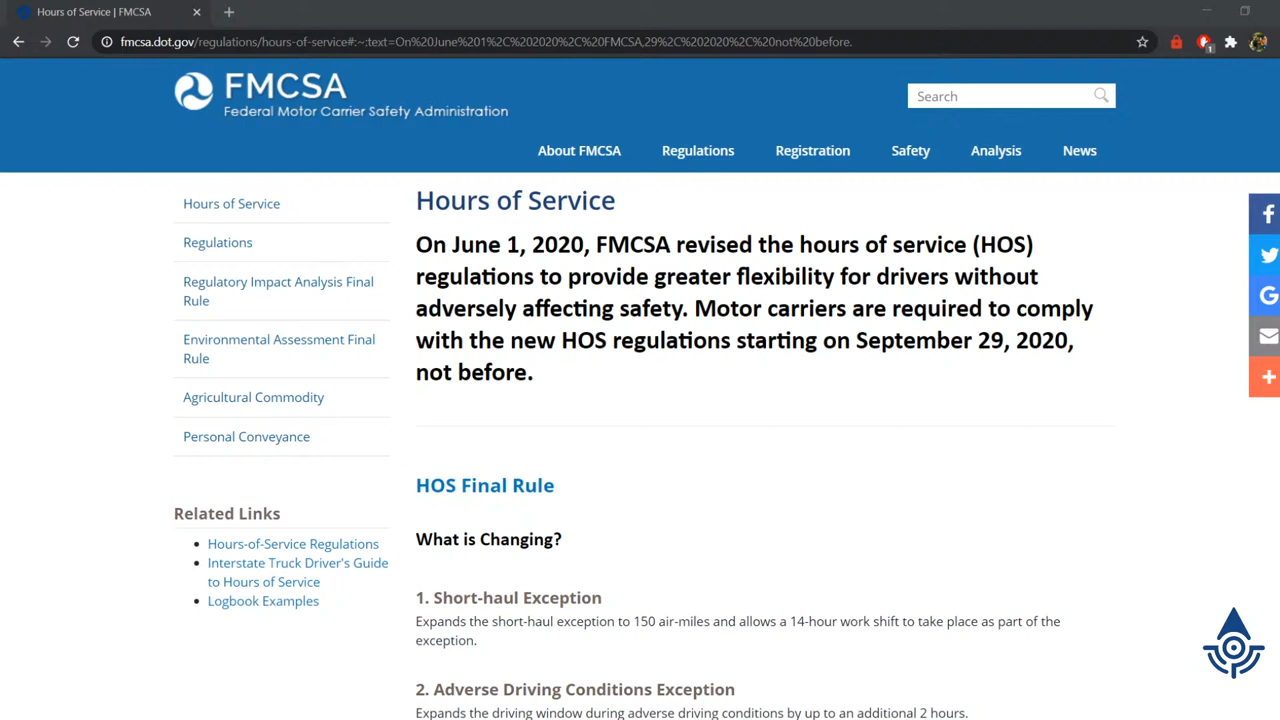 Hours of Service | FMCSA
fmcsa.dot.gov/regulations/hours-of-service#:~:text=On%20June%201%2C%202020%2C%20FMCSA,29%2C%202020%2C%20not%20before.
1
FMCSA
Federal Motor Carrier Safety Administration
Search
About FMCSA Regulations Registration Safety Analysis News
Hours of Service
Regulations
Regulatory Impact Analysis Final
Rule
Environmental Assessment Final
Rule
Agricultural Commodity
Personal Conveyance
Related Links
Hours-of-Service Regulations
Interstate Truck Driver's Guide
to Hours of Service
Logbook Examples
Hours of Service
On June 1, 2020, FMCSA revised the hours of service (HOS)
regulations to provide greater flexibility for drivers without
adversely affecting safety. Motor carriers are required to comply
with the new HOS regulations starting on September 29, 2020,
not before.
HOS Final Rule
What is Changing?
1. Short-haul Exception
Expands the short-haul exception to 150 air-miles and allows a 14-hour work shift to take place as part of the
exception.
2. Adverse Driving Conditions Exception
Expands the driving window during adverse driving conditions by up to an additional 2 hours.